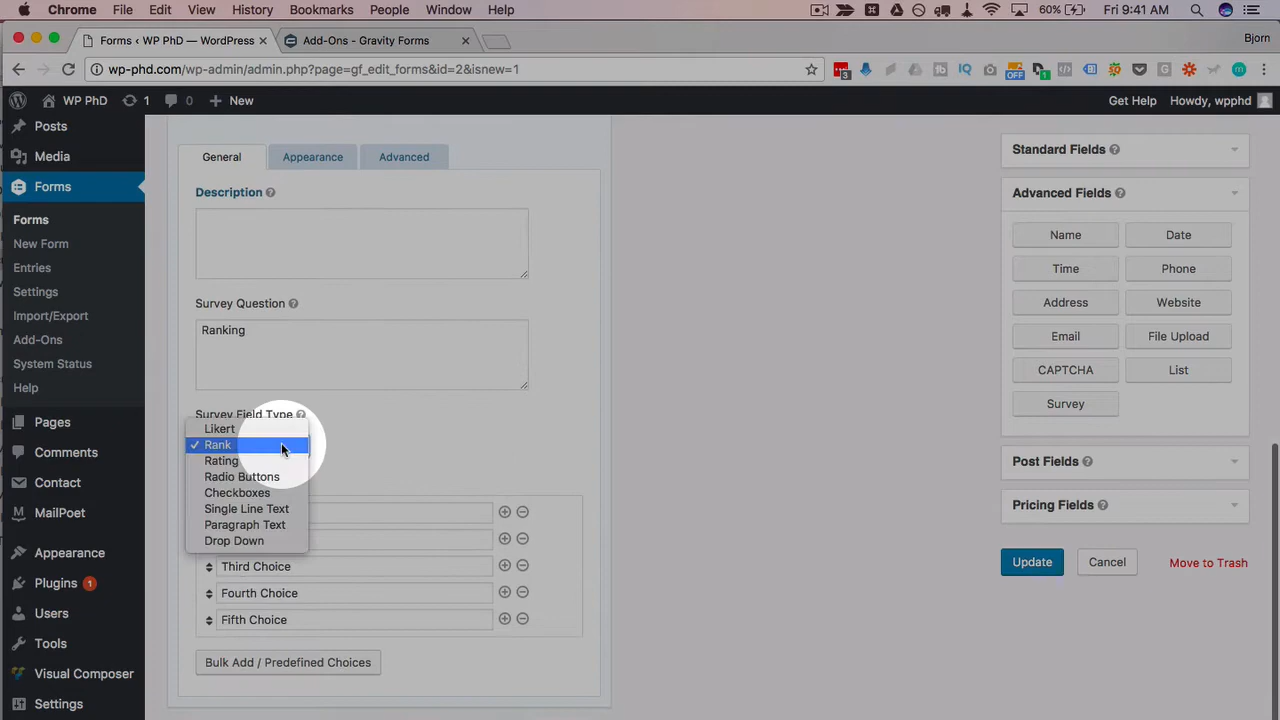 Chrome File Edit View History Bookmarks People Window Help 60% Fri 9:41 AM
Forms ‹ WP PhD — WordPress × Add-Ons - Gravity Forms × Bjorn
wp-phd.com/wp-admin/admin.php?page=gf_edit_forms&id=2&isnew=1
3 OFF 1
WP PhD 1 0 + New Get Help Howdy, wpphd
Posts
Media
Forms
Forms
New Form
Entries
Settings
Import/Export
Add-Ons
System Status
Help
Pages
Comments
Contact
MailPoet
Appearance
Plugins 1
Users
Tools
Visual Composer
Settings
General Appearance Advanced
Description
Survey Question
Ranking
Survey Field Type
Likert
✓ Rank
Rating
Radio Buttons
Checkboxes
Single Line Text
Paragraph Text
Drop Down
Third Choice
Fourth Choice
Fifth Choice
Bulk Add / Predefined Choices
Standard Fields
Advanced Fields
Name Date
Time Phone
Address Website
Email File Upload
CAPTCHA List
Survey
Post Fields
Pricing Fields
Update Cancel Move to Trash